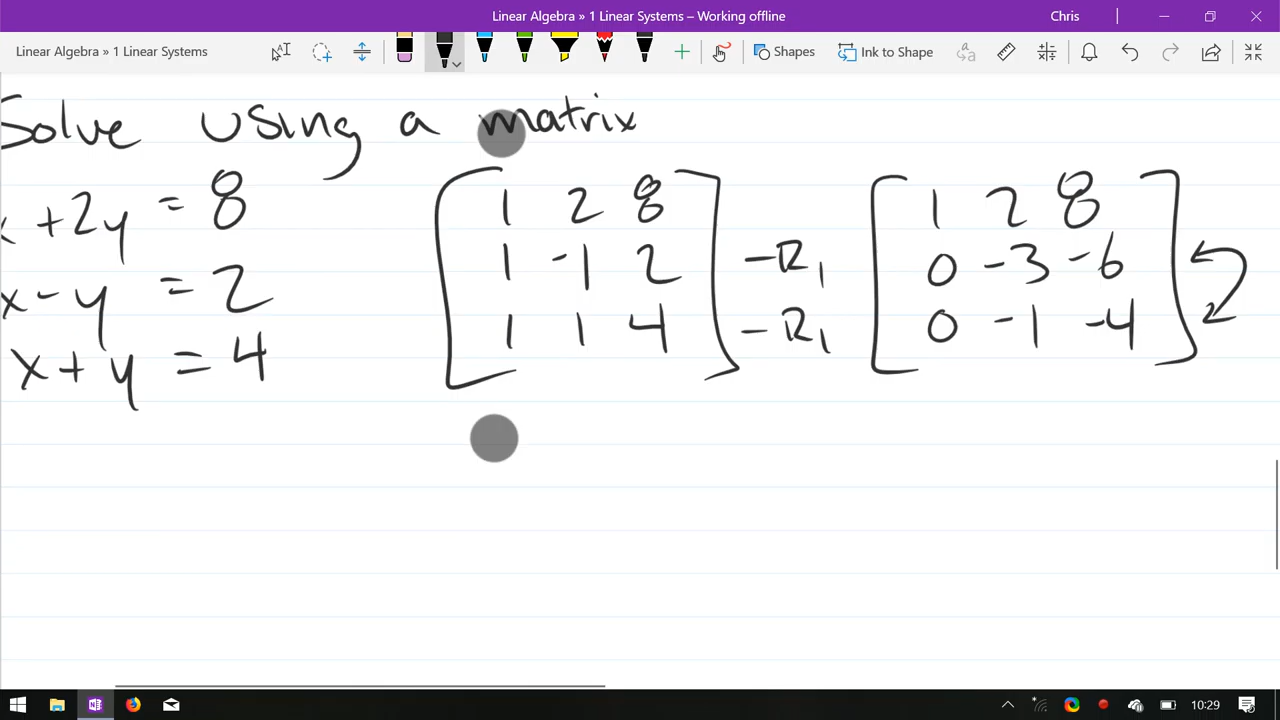 Linear Algebra » 1 Linear Systems – Working offline
Chris
Linear Algebra » 1 Linear Systems
Shapes
Ink to Shape
Solve using a matrix
x + 2y = 8
x - y = 2
x + y = 4
1 2 8
1 -1 2 -R1
1 1 4 -R1
1 2 8
0 -3 -6
0 -1 -4
10:29